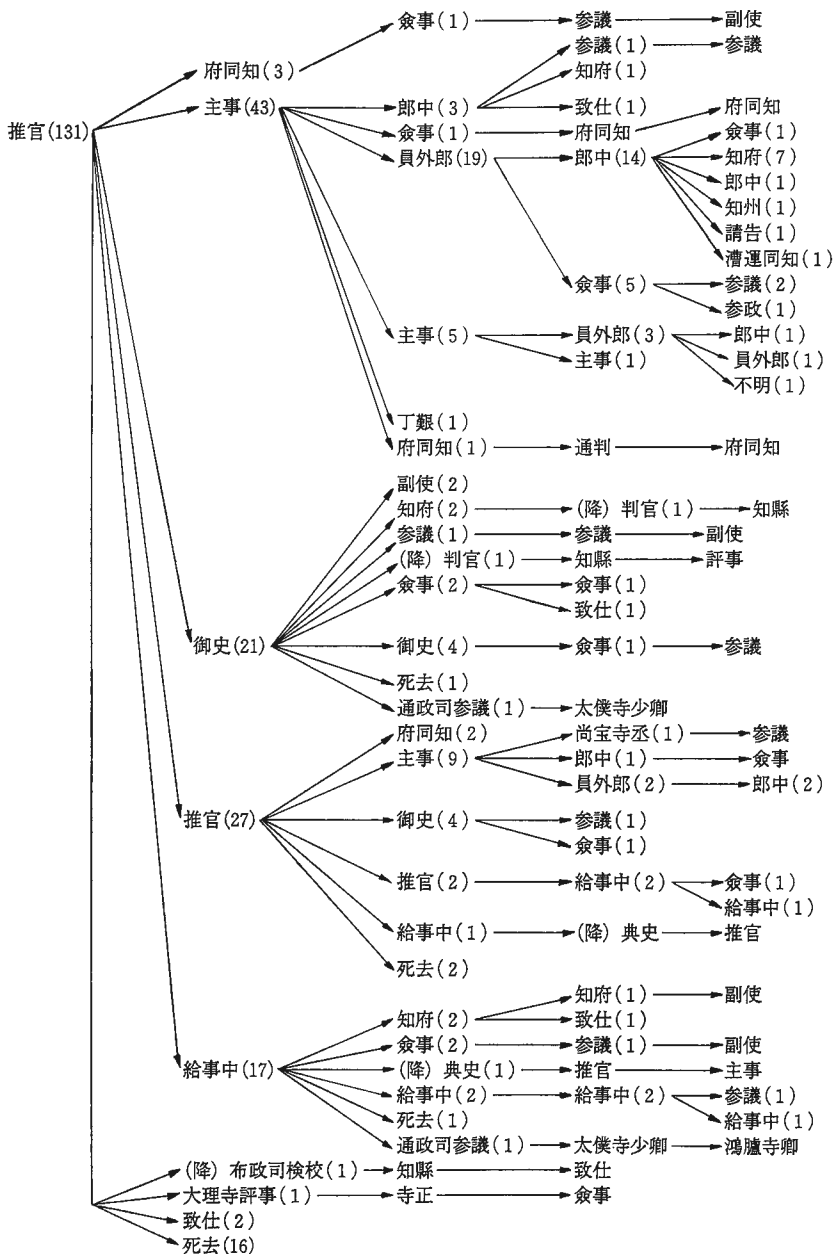 僉事(1) 参議 副使
参議(1) 参議
府同知(3)
知府(1)
主事(43) 郎中(3) 致仕(1) 府同知
推官(131)
僉事(1) 府同知
僉事(1)
員外郎(19) 郎中(14)
知府(7)
郎中(1)
知州(1)
請告(1)
漕運同知(1)
僉事(5) 参議(2)
参政(1)
主事(5) 員外郎(3) 郎中(1)
主事(1) 員外郎(1)
不明(1)
丁艱(1)
府同知(1) 通判 府同知
副使(2)
知府(2) (降) 判官(1) 知縣
参議(1) 参議 副使
(降) 判官(1) 知縣 評事
僉事(2) 僉事(1)
致仕(1)
御史(21) 御史(4) 僉事(1) 参議
死去(1)
通政司参議(1) 太僕寺少卿
府同知(2) 尚宝寺丞(1) 参議
主事(9) 郎中(1) 僉事
員外郎(2) 郎中(2)
推官(27) 御史(4) 参議(1)
僉事(1)
推官(2) 給事中(2) 僉事(1)
給事中(1)
給事中(1) (降) 典史 推官
死去(2)
知府(1) 副使
知府(2) 致仕(1)
僉事(2) 参議(1) 副使
給事中(17) (降) 典史(1) 推官 主事
給事中(2) 給事中(2) 参議(1)
死去(1) 給事中(1)
通政司参議(1) 太僕寺少卿 鴻臚寺卿
(降) 布政司検校(1) 知縣 致仕
大理寺評事(1) 寺正 僉事
致仕(2)
死去(16)